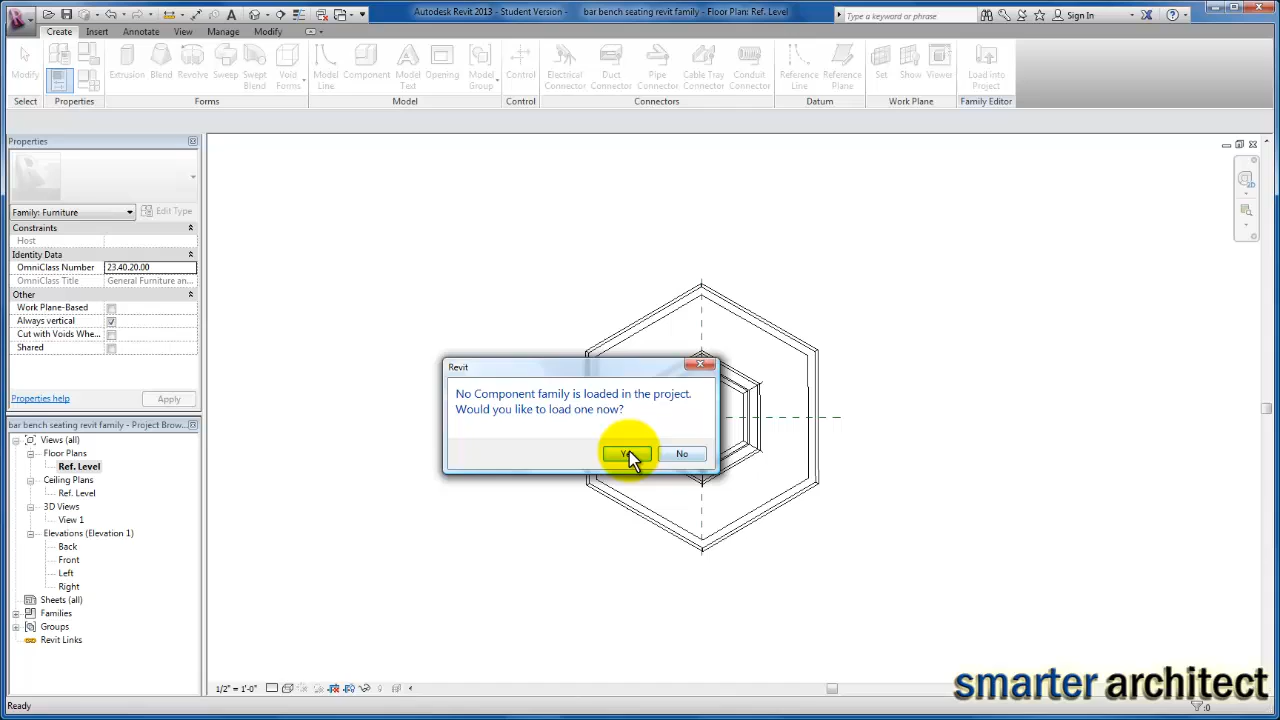 Autodesk Revit 2013 - Student Version - bar bench seating revit family - Floor Plan: Ref. Level
Type a keyword or phrase
Sign In
Create Insert Annotate View Manage Modify
Modify
Extrusion Blend Revolve Sweep Swept Blend Void Forms
Model Line Component Model Text Opening Model Group
Control
Electrical Connector Duct Connector Pipe Connector Cable Tray Connector Conduit Connector
Reference Line Reference Plane
Set Show Viewer
Load into Project
Select Properties Forms Model Control Connectors Datum Work Plane Family Editor
Properties
Family: Furniture
Edit Type
Constraints
Host
Identity Data
OmniClass Number 23.40.20.00
OmniClass Title General Furniture an...
Other
Work Plane-Based
Always vertical
Cut with Voids Whe...
Shared
Properties help
Apply
bar bench seating revit family - Project Brow...
Views (all)
Floor Plans
Ref. Level
Ceiling Plans
Ref. Level
3D Views
View 1
Elevations (Elevation 1)
Back
Front
Left
Right
Sheets (all)
Families
Groups
Revit Links
Revit
No Component family is loaded in the project.
Would you like to load one now?
No
1/2" = 1'-0"
Ready
:0
smarter architect